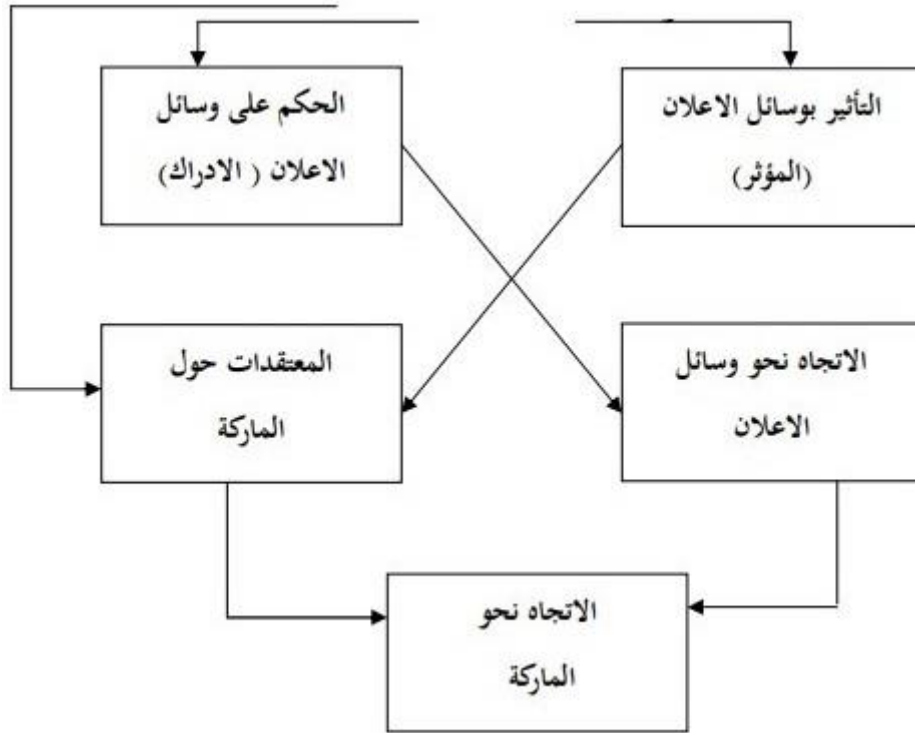 التأثير بوسائل الاعلان
(المؤثر)
الحكم على وسائل
الاعلان ( الادراك)
الاتجاه نحو وسائل
الاعلان
المعتقدات حول
الماركة
الاتجاه نحو
الماركة